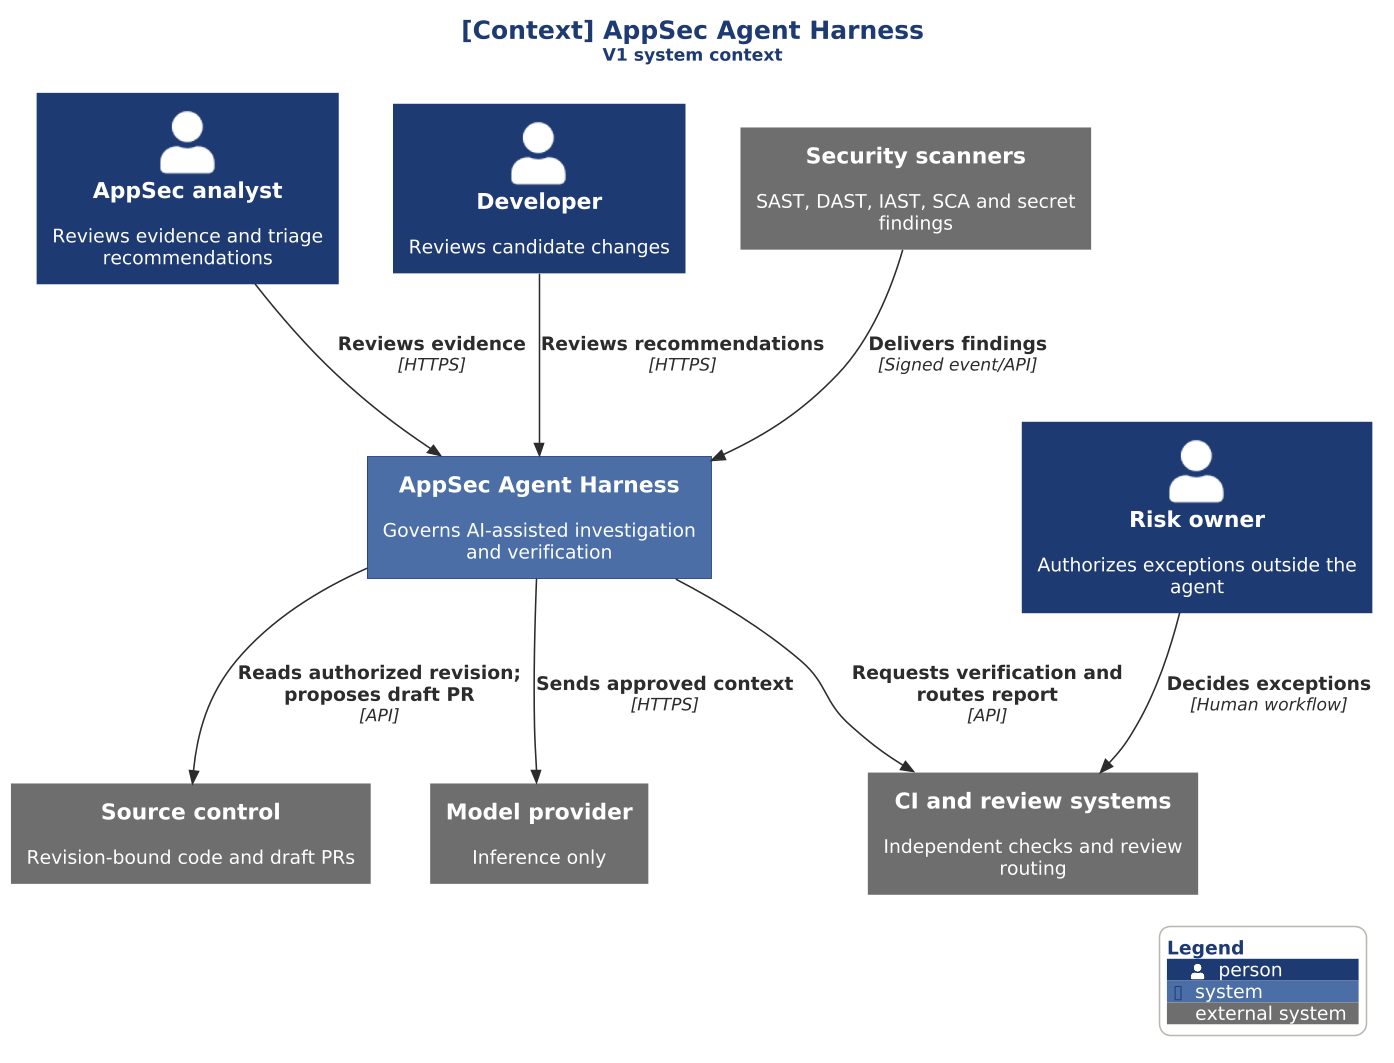 [Context] AppSec Agent Harness
V1 system context
AppSec analyst
Reviews evidence and triage
recommendations
Developer
Reviews candidate changes
Security scanners
SAST, DAST, IAST, SCA and secret
findings
Reviews evidence
[HTTPS]
Reviews recommendations
[HTTPS]
Delivers findings
[Signed event/API]
AppSec Agent Harness
Governs AI-assisted investigation
and verification
Risk owner
Authorizes exceptions outside the
agent
Reads authorized revision;
proposes draft PR
[API]
Sends approved context
[HTTPS]
Requests verification and
routes report
[API]
Decides exceptions
[Human workflow]
Source control
Revision-bound code and draft PRs
Model provider
Inference only
CI and review systems
Independent checks and review
routing
Legend
person
system
external system